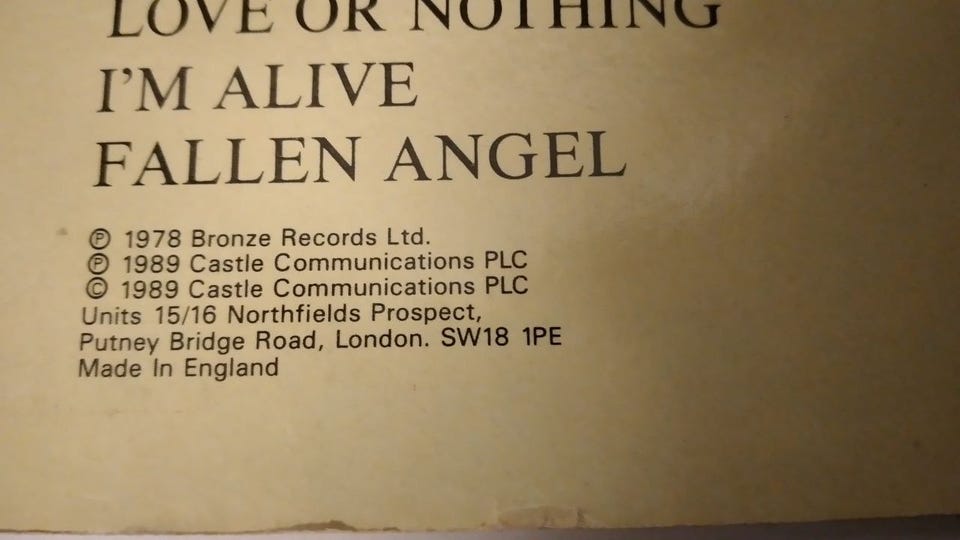 LOVE OR NOTHING
I'M ALIVE
FALLEN ANGEL
℗ 1978 Bronze Records Ltd.
℗ 1989 Castle Communications PLC
© 1989 Castle Communications PLC
Units 15/16 Northfields Prospect,
Putney Bridge Road, London. SW18 1PE
Made In England